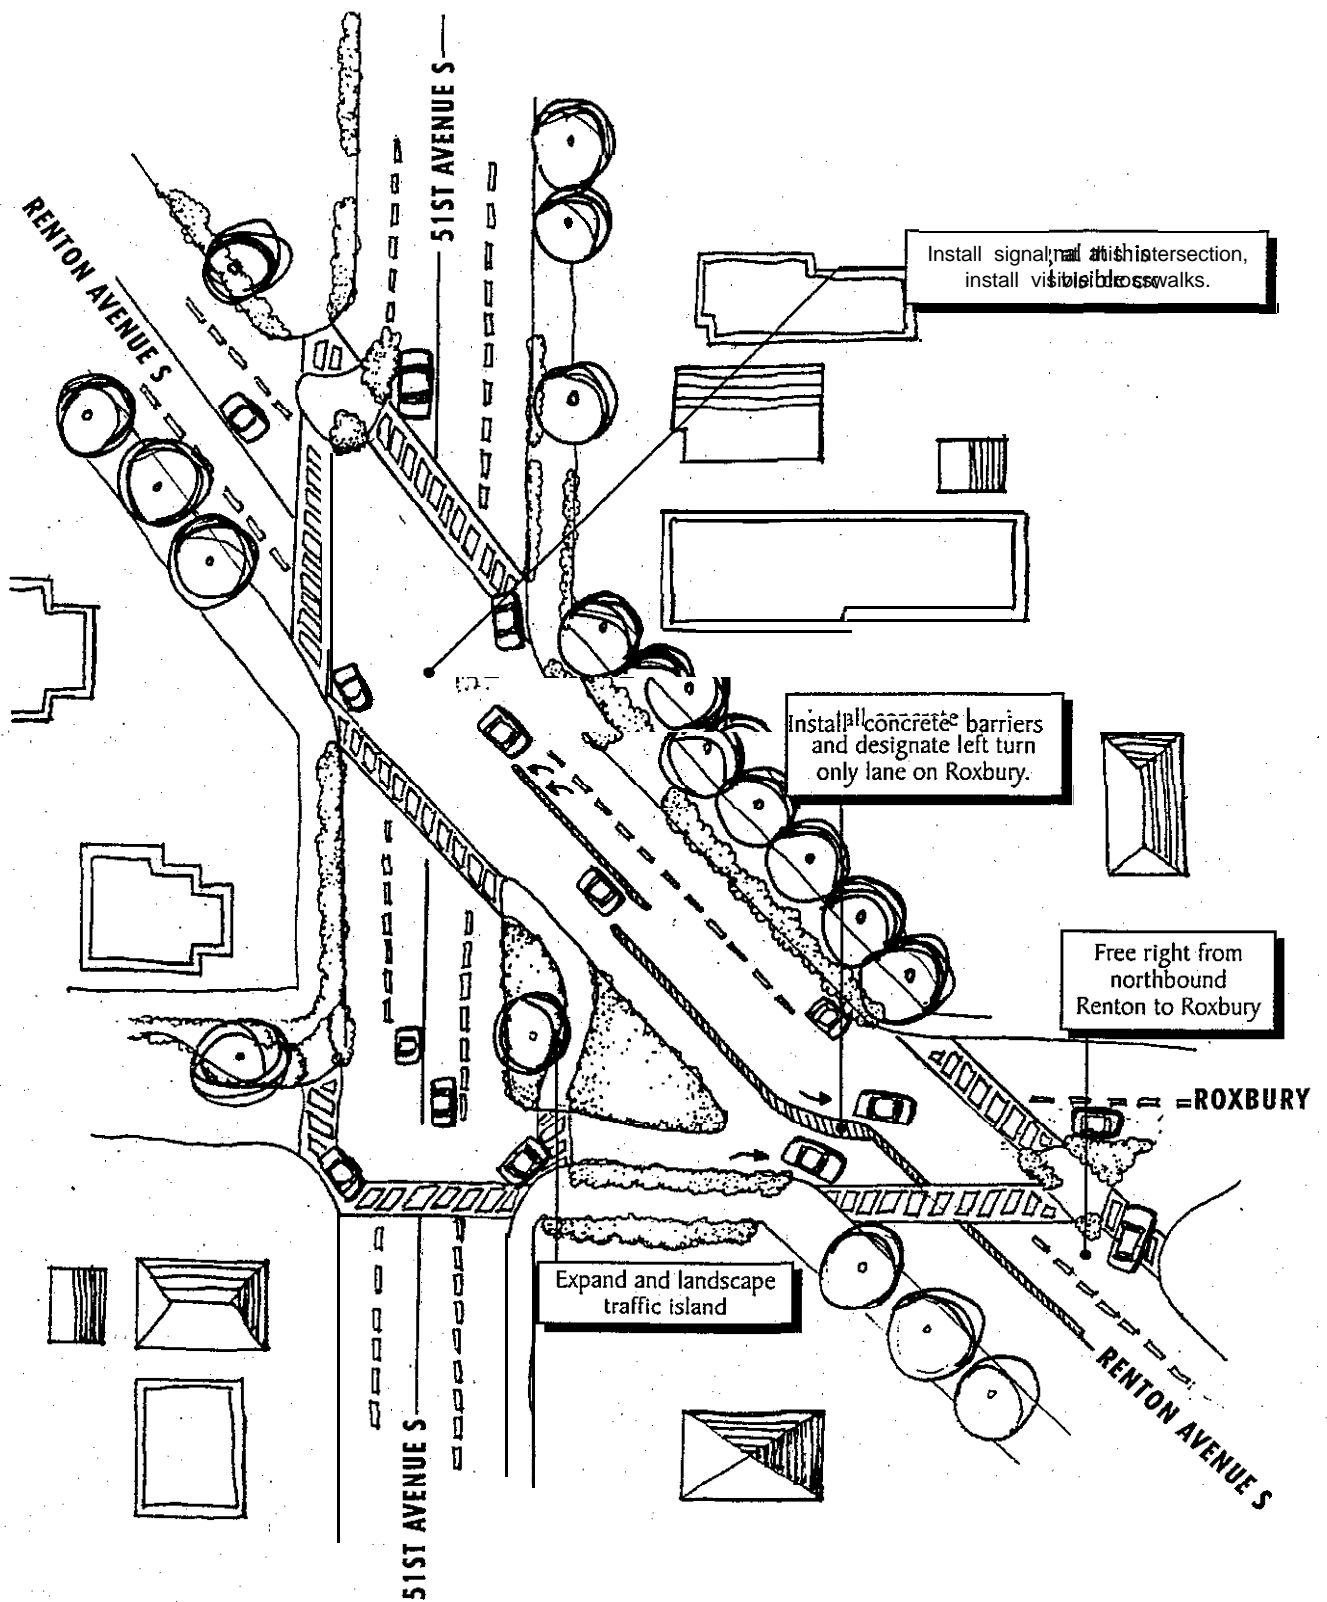 51ST AVENUE S
RENTON AVENUE S
Install signal at this intersection,
install visible crosswalks.
Install concrete barriers
and designate left turn
only lane on Roxbury.
Free right from
northbound
Renton to Roxbury
ROXBURY
Expand and landscape
traffic island
RENTON AVENUE S
51ST AVENUE S